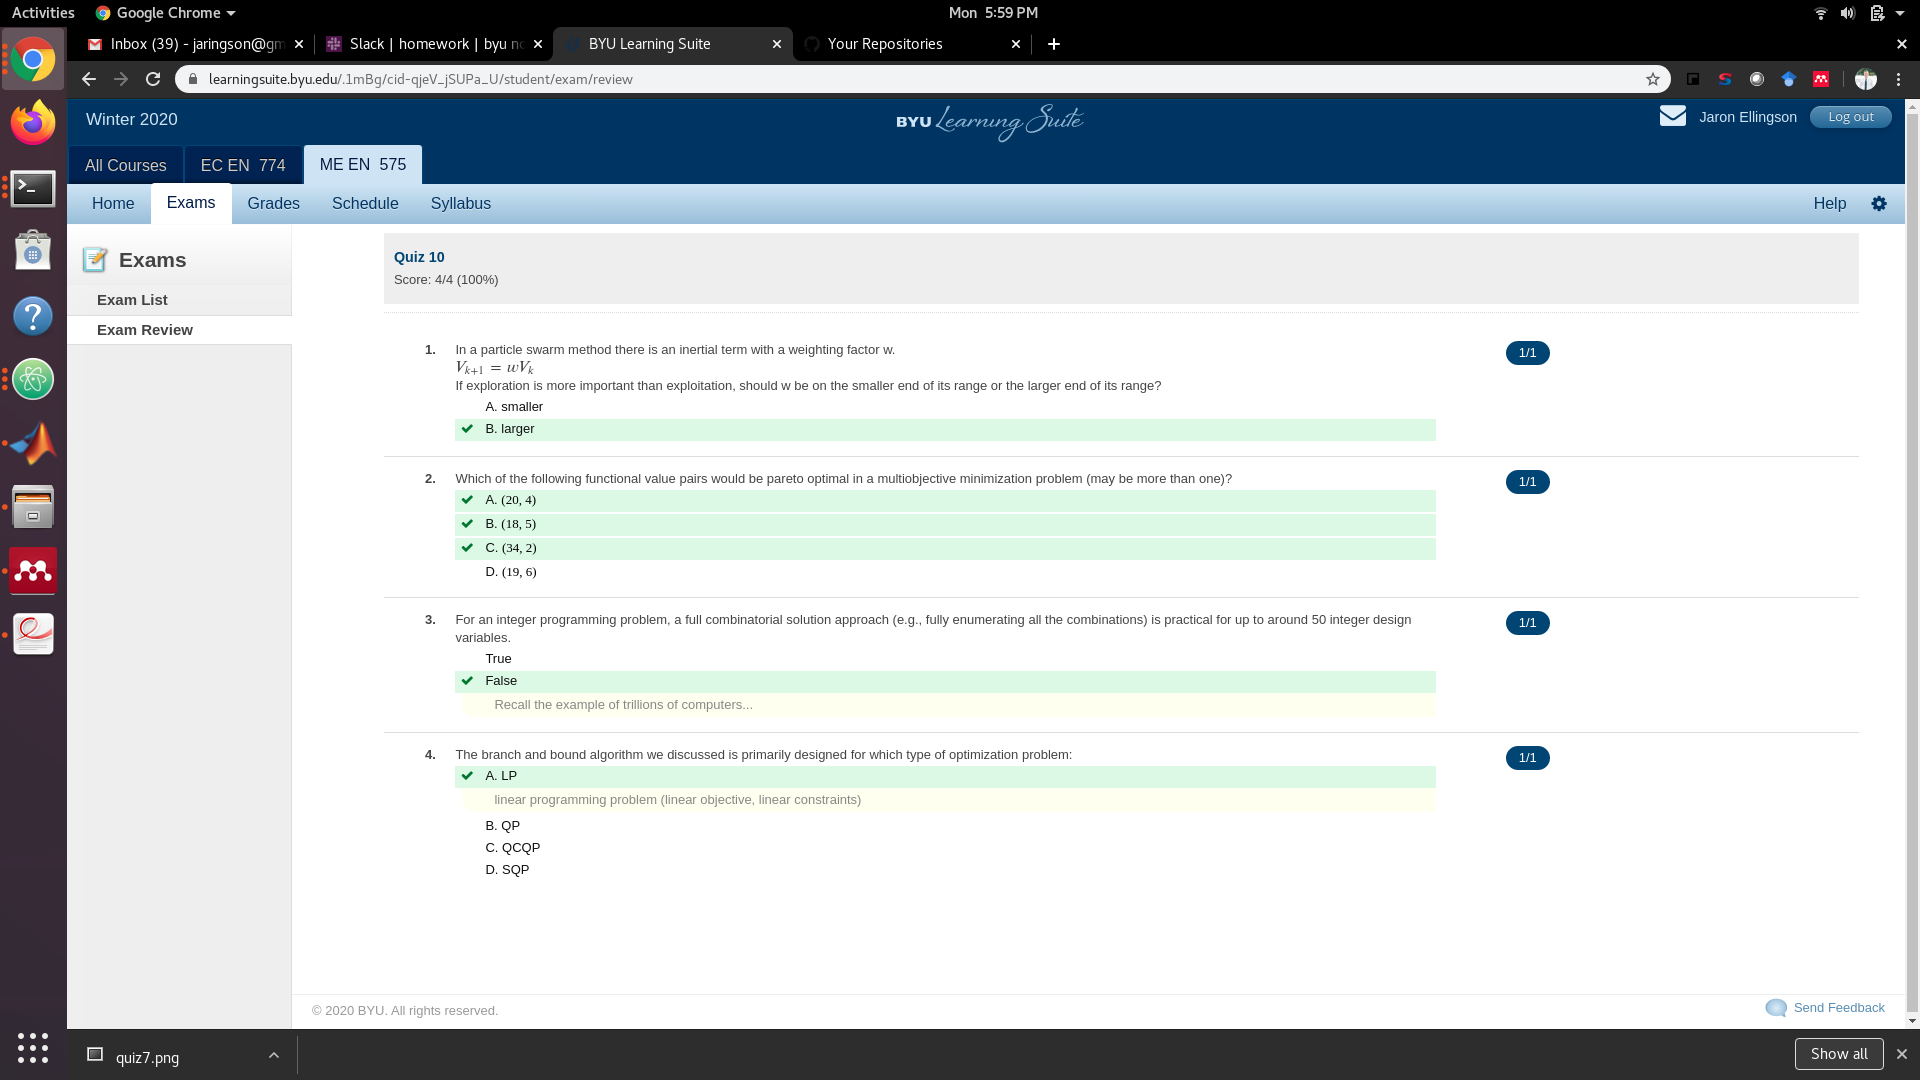 Activities Google Chrome Mon 5:59 PM
Inbox (39) - jaringson@gm Slack | homework | byu no BYU Learning Suite Your Repositories
learningsuite.byu.edu/.1mBg/cid-qjeV_jSUPa_U/student/exam/review
Winter 2020 BYU Learning Suite Jaron Ellingson Log out
All Courses EC EN 774 ME EN 575
Home Exams Grades Schedule Syllabus Help
Exams
Exam List
Exam Review
Quiz 10
Score: 4/4 (100%)
1. In a particle swarm method there is an inertial term with a weighting factor w. 1/1
V_{k+1} = wV_k
If exploration is more important than exploitation, should w be on the smaller end of its range or the larger end of its range?
A. smaller
B. larger
2. Which of the following functional value pairs would be pareto optimal in a multiobjective minimization problem (may be more than one)? 1/1
A. (20, 4)
B. (18, 5)
C. (34, 2)
D. (19, 6)
3. For an integer programming problem, a full combinatorial solution approach (e.g., fully enumerating all the combinations) is practical for up to around 50 integer design 1/1
variables.
True
False
Recall the example of trillions of computers...
4. The branch and bound algorithm we discussed is primarily designed for which type of optimization problem: 1/1
A. LP
linear programming problem (linear objective, linear constraints)
B. QP
C. QCQP
D. SQP
© 2020 BYU. All rights reserved. Send Feedback
quiz7.png Show all